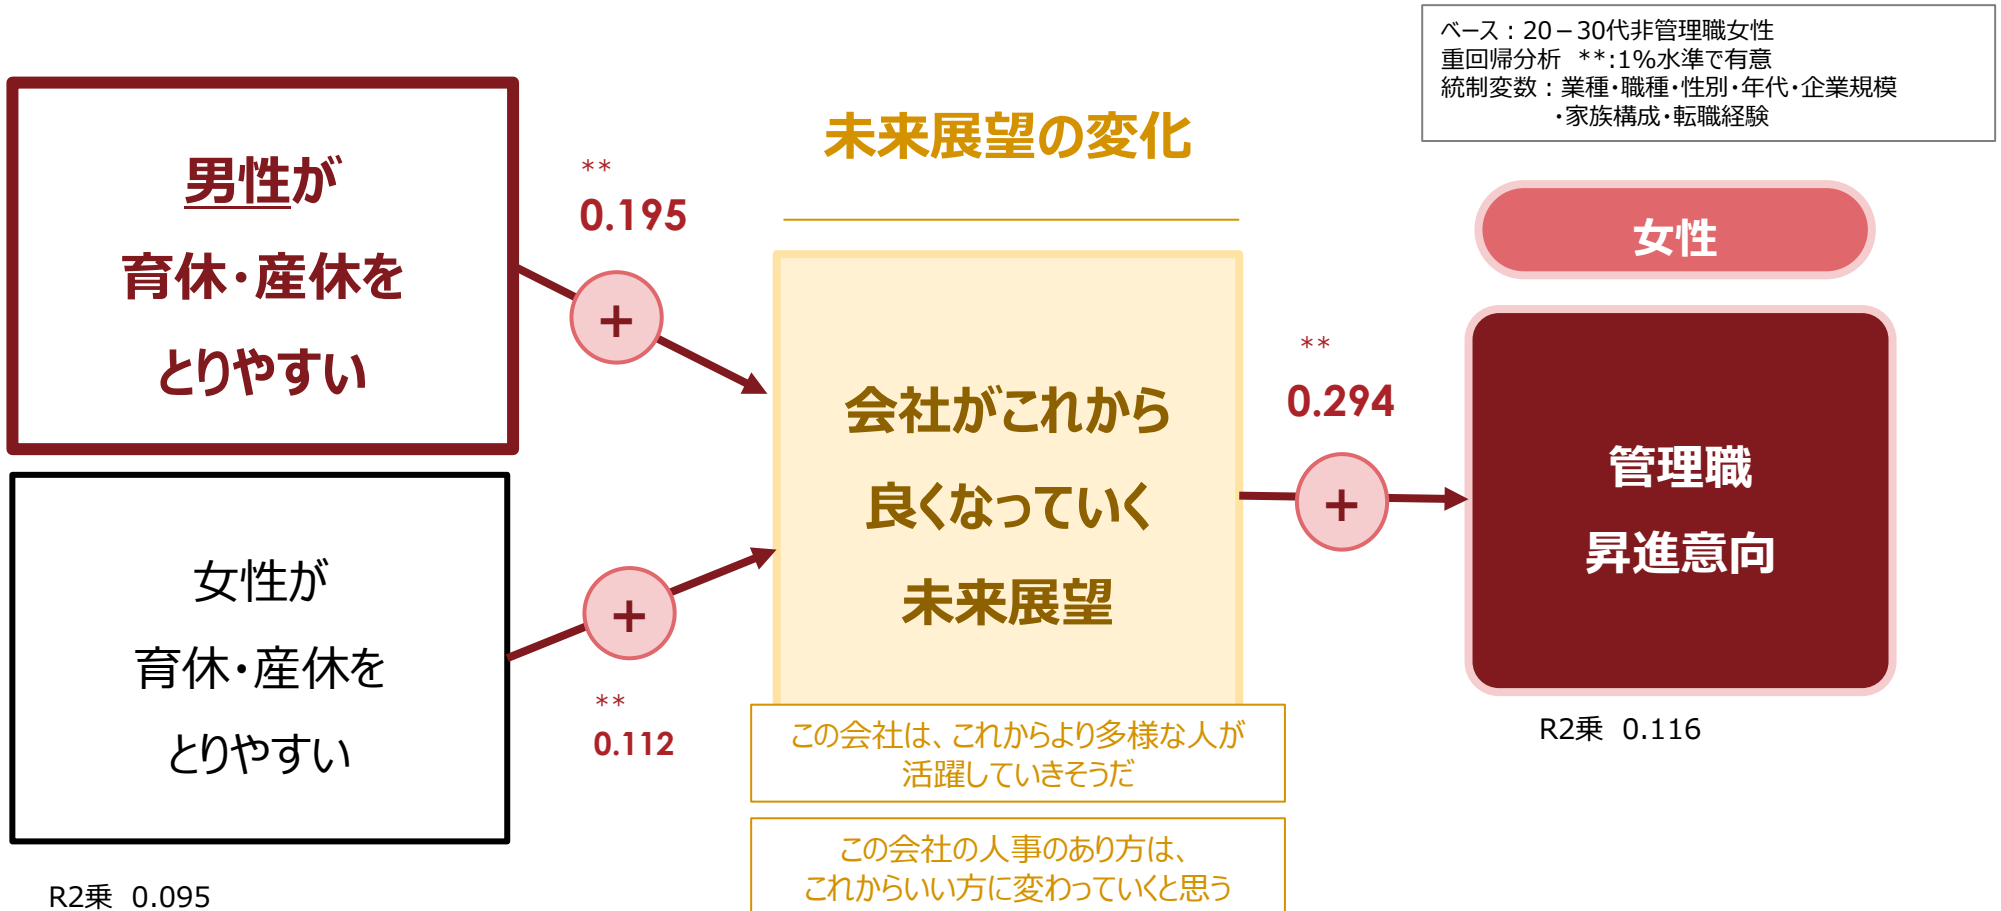 ベース：20－30代非管理職女性
重回帰分析 **:1%水準で有意
統制変数：業種・職種・性別・年代・企業規模
・家族構成・転職経験
男性が
育休・産休を
とりやすい
**
0.195
+
未来展望の変化
女性
会社がこれから
良くなっていく
未来展望
**
0.294
+
管理職
昇進意向
女性が
育休・産休を
とりやすい
+
**
0.112
この会社は、これからより多様な人が
活躍していきそうだ
R2乗 0.116
この会社の人事のあり方は、
これからいい方に変わっていくと思う
R2乗 0.095